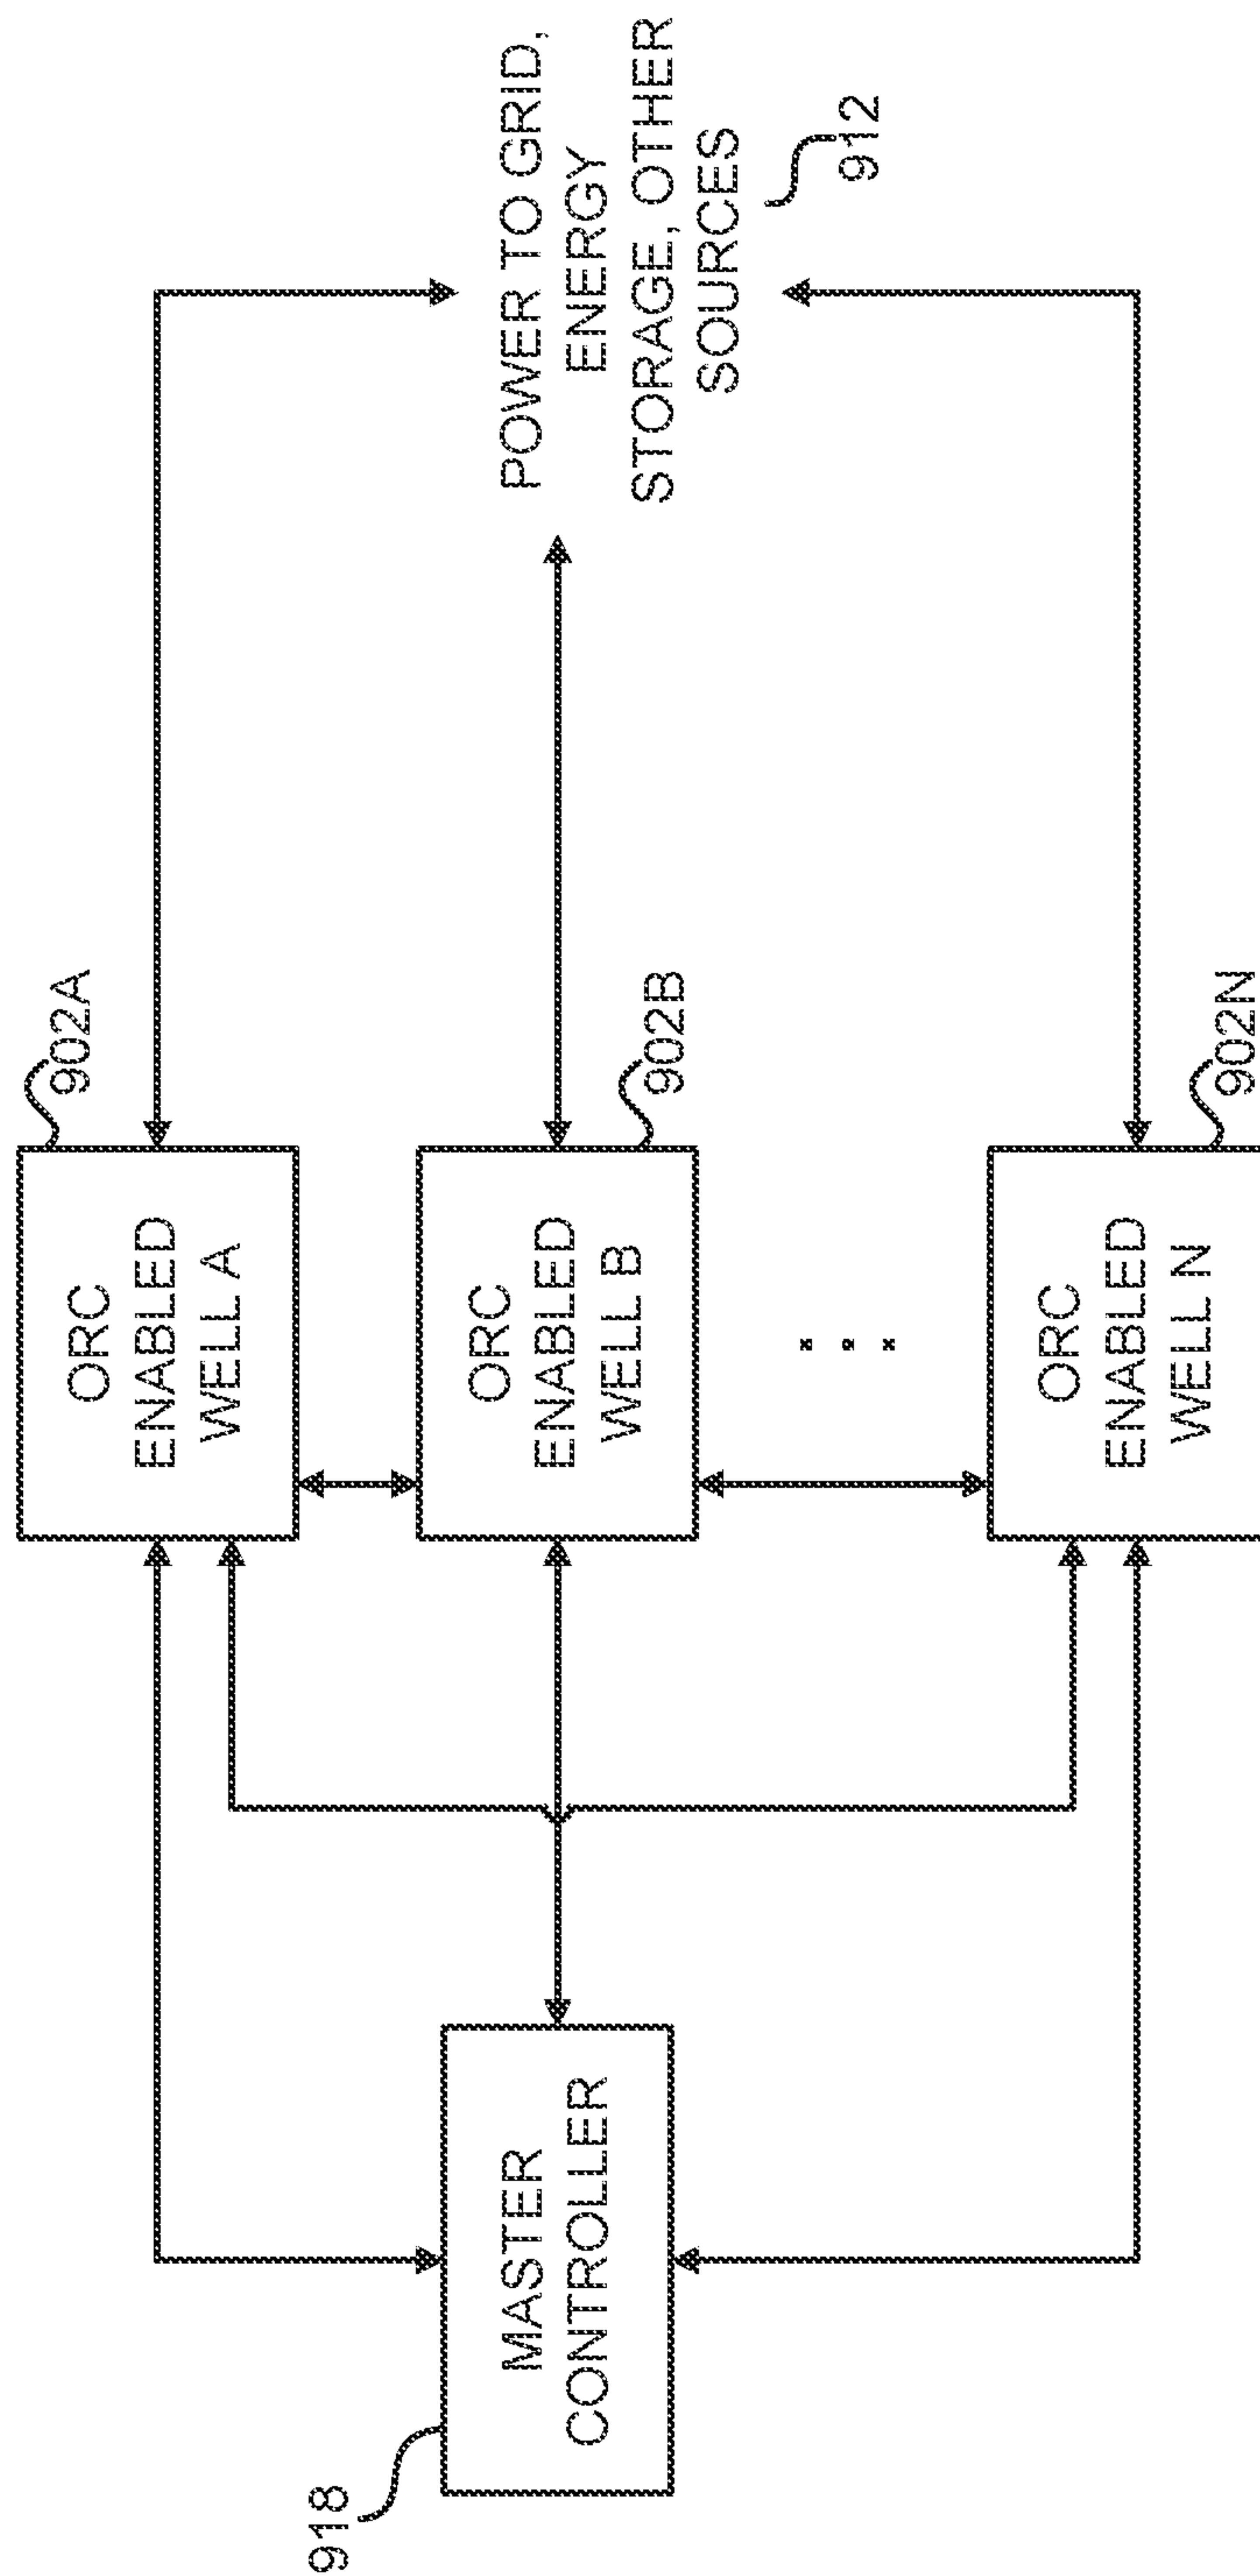 902A
ORC
ENABLED
WELL A
918
MASTER
CONTROLLER
902B
ORC
ENABLED
WELL B
POWER TO GRID,
ENERGY
STORAGE, OTHER
SOURCES
912
. . .
902N
ORC
ENABLED
WELL N